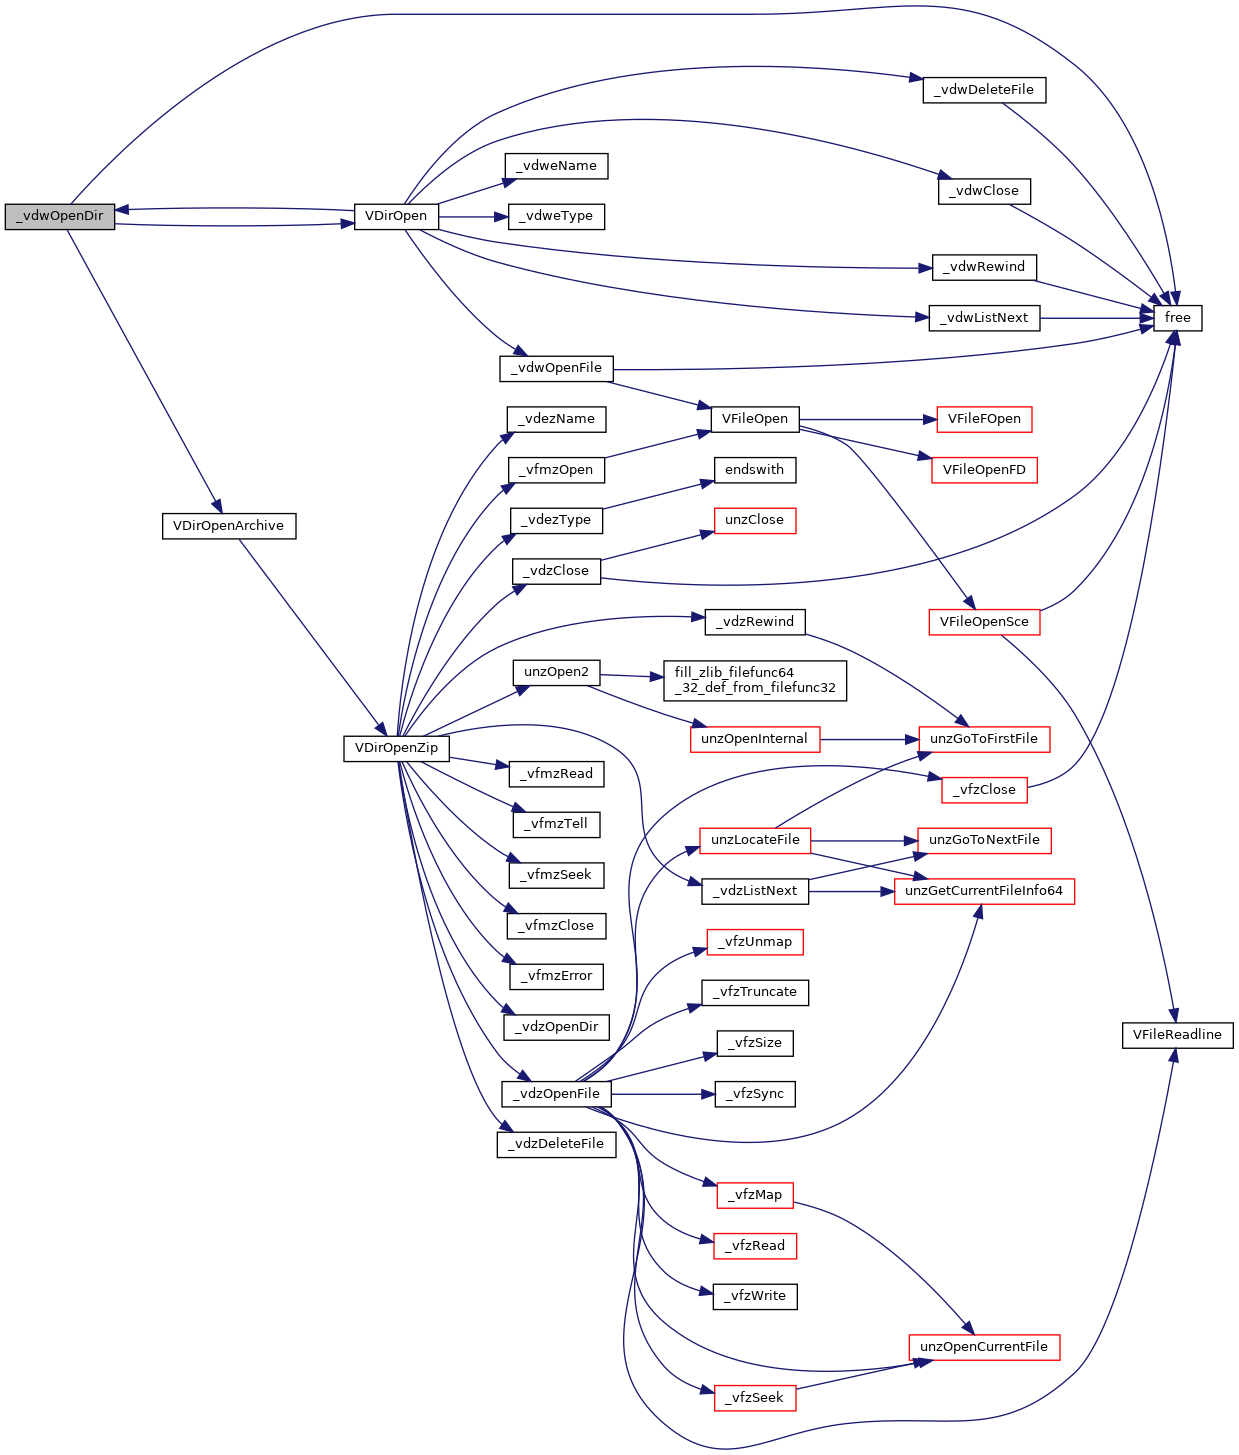 _vdwDeleteFile
_vdweName
_vdwClose
_vdwOpenDir
VDirOpen
_vdweType
_vdwRewind
_vdwListNext
free
_vdwOpenFile
_vdezName
VFileOpen
VFileFOpen
_vfmzOpen
endswith
VFileOpenFD
VDirOpenArchive
_vdezType
unzClose
_vdzClose
_vdzRewind
VFileOpenSce
unzOpen2
fill_zlib_filefunc64
_32_def_from_filefunc32
VDirOpenZip
unzOpenInternal
unzGoToFirstFile
_vfmzRead
_vfzClose
_vfmzTell
unzLocateFile
unzGoToNextFile
_vfmzSeek
_vdzListNext
unzGetCurrentFileInfo64
_vfmzClose
_vfzUnmap
_vfmzError
_vfzTruncate
_vdzOpenDir
_vfzSize
VFileReadline
_vdzOpenFile
_vfzSync
_vdzDeleteFile
_vfzMap
_vfzRead
_vfzWrite
unzOpenCurrentFile
_vfzSeek